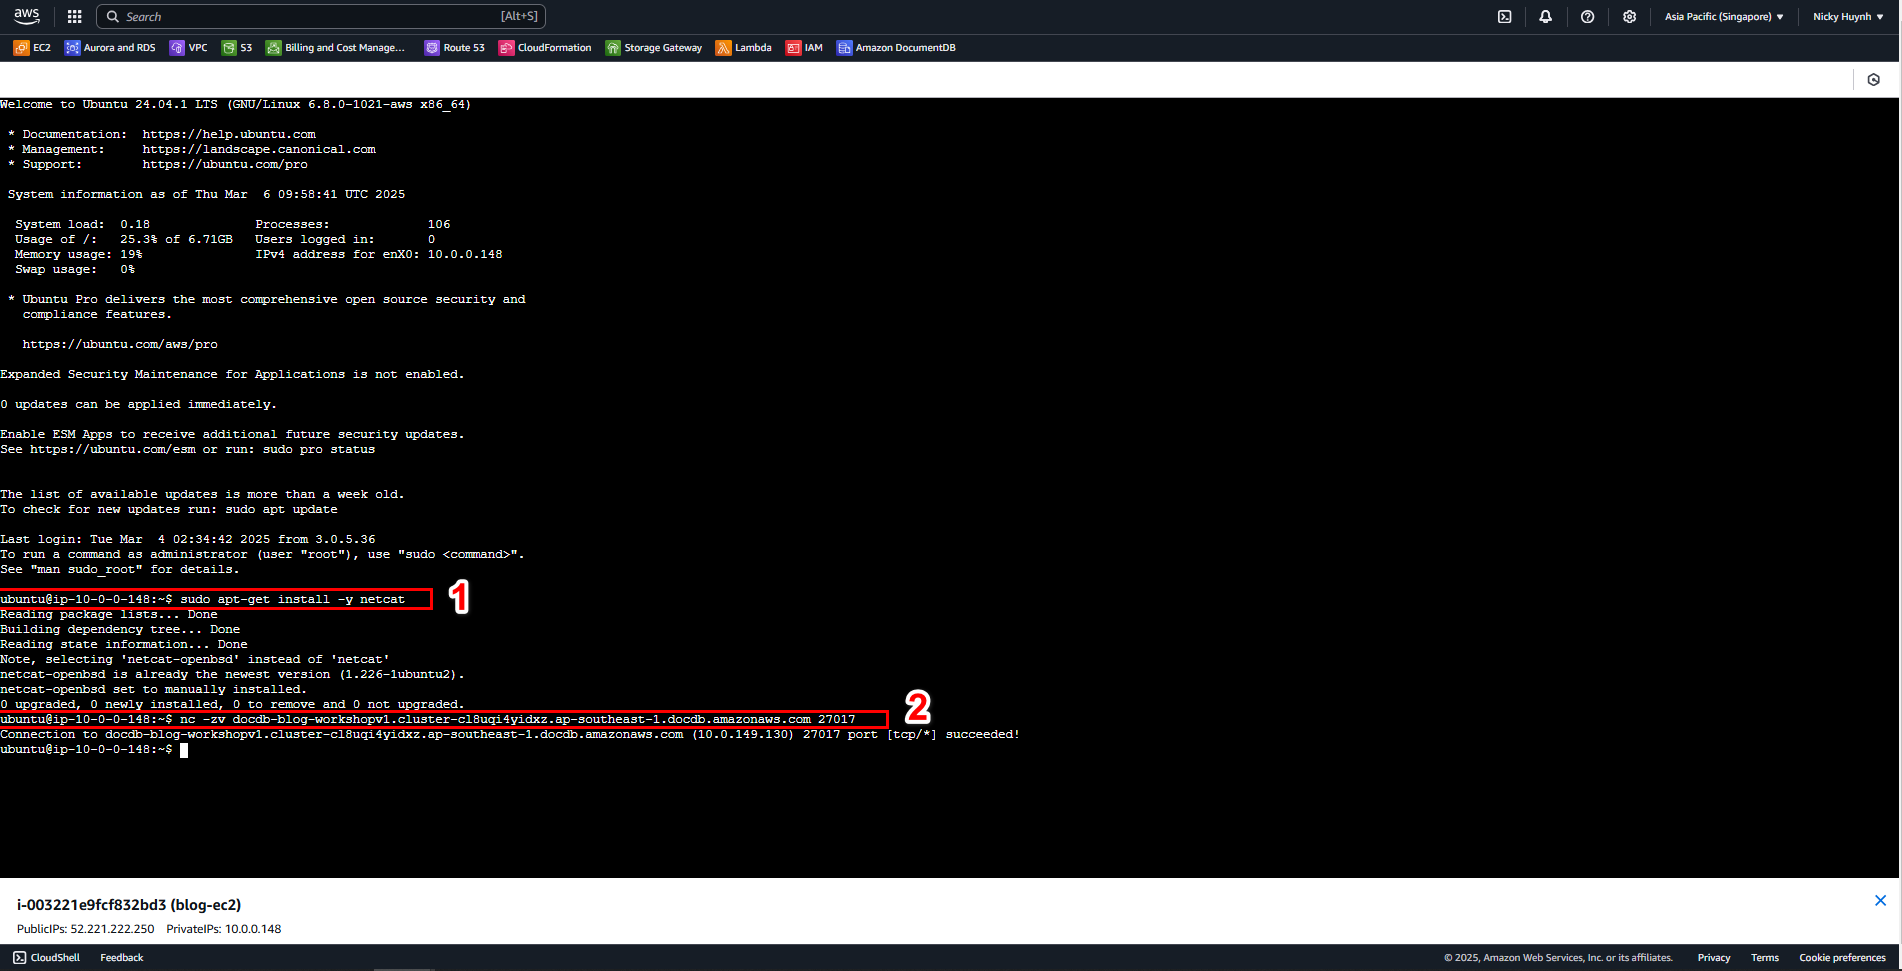 aws
Search [Alt+S]
Asia Pacific (Singapore) ▼ Nicky Huynh ▼
EC2 Aurora and RDS VPC S3 Billing and Cost Manage... Route 53 CloudFormation Storage Gateway Lambda IAM Amazon DocumentDB
Welcome to Ubuntu 24.04.1 LTS (GNU/Linux 6.8.0-1021-aws x86_64)
* Documentation: https://help.ubuntu.com
* Management: https://landscape.canonical.com
* Support: https://ubuntu.com/pro
System information as of Thu Mar 6 09:58:41 UTC 2025
System load: 0.18 Processes: 106
Usage of /: 25.3% of 6.71GB Users logged in: 0
Memory usage: 19% IPv4 address for enX0: 10.0.0.148
Swap usage: 0%
* Ubuntu Pro delivers the most comprehensive open source security and
compliance features.
https://ubuntu.com/aws/pro
Expanded Security Maintenance for Applications is not enabled.
0 updates can be applied immediately.
Enable ESM Apps to receive additional future security updates.
See https://ubuntu.com/esm or run: sudo pro status
The list of available updates is more than a week old.
To check for new updates run: sudo apt update
Last login: Tue Mar 4 02:34:42 2025 from 3.0.5.36
To run a command as administrator (user "root"), use "sudo <command>".
See "man sudo_root" for details.
ubuntu@ip-10-0-0-148:~$ sudo apt-get install -y netcat 1
Reading package lists... Done
Building dependency tree... Done
Reading state information... Done
Note, selecting 'netcat-openbsd' instead of 'netcat'
netcat-openbsd is already the newest version (1.226-1ubuntu2).
netcat-openbsd set to manually installed.
0 upgraded, 0 newly installed, 0 to remove and 0 not upgraded.
ubuntu@ip-10-0-0-148:~$ nc -zv docdb-blog-workshopv1.cluster-cl8uqi4yidxz.ap-southeast-1.docdb.amazonaws.com 27017 2
Connection to docdb-blog-workshopv1.cluster-cl8uqi4yidxz.ap-southeast-1.docdb.amazonaws.com (10.0.149.130) 27017 port [tcp/*] succeeded!
ubuntu@ip-10-0-0-148:~$
i-003221e9fcf832bd3 (blog-ec2)
PublicIPs: 52.221.222.250 PrivateIPs: 10.0.0.148
CloudShell Feedback © 2025, Amazon Web Services, Inc. or its affiliates. Privacy Terms Cookie preferences